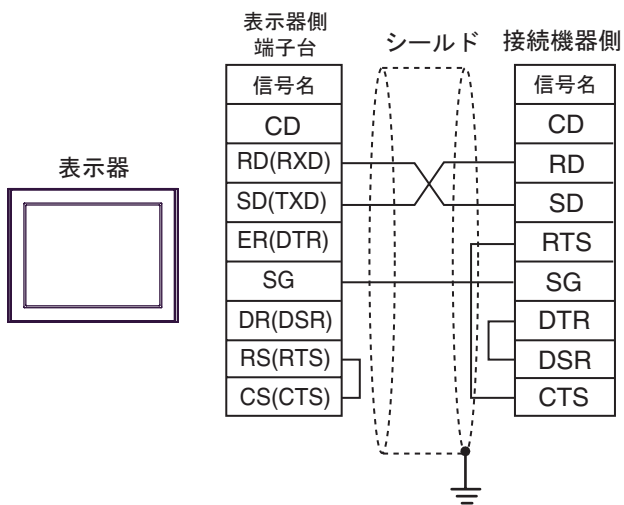 表示器側
端子台
シールド
接続機器側
表示器
信号名
CD
RD(RXD)
SD(TXD)
ER(DTR)
SG
DR(DSR)
RS(RTS)
CS(CTS)
信号名
CD
RD
SD
RTS
SG
DTR
DSR
CTS